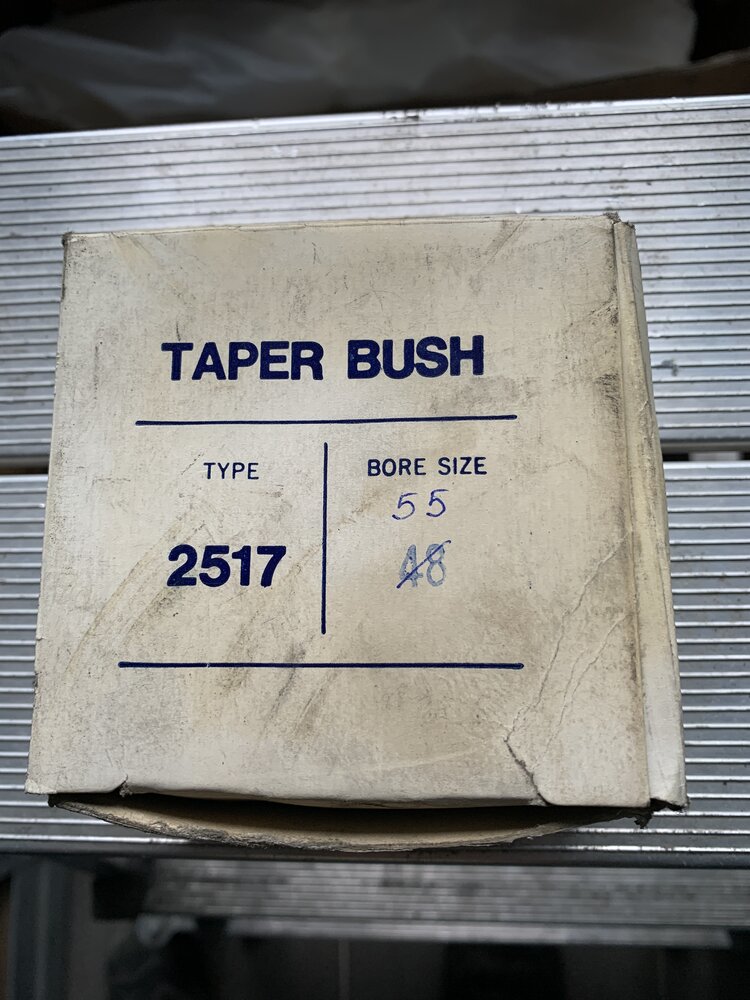 TAPER BUSH
TYPE
BORE SIZE
55
2517
48